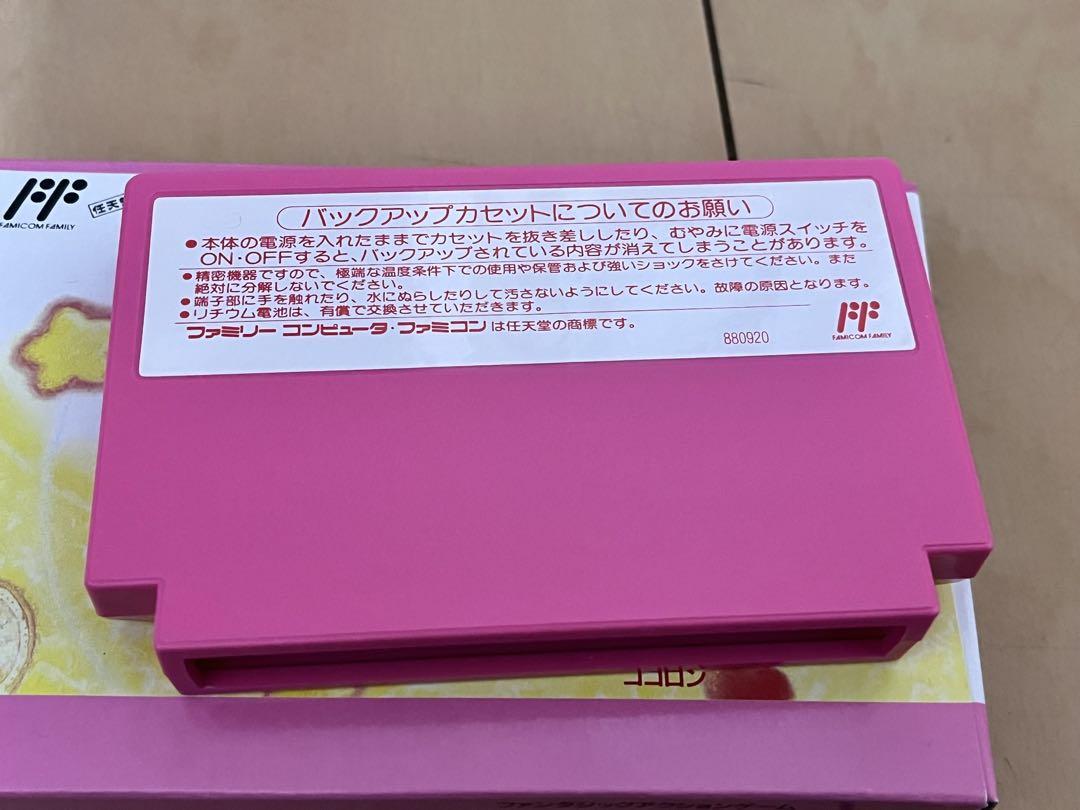 FAMICOM FAMILY
任天
バックアップカセットについてのお願い
●本体の電源を入れたままでカセットを抜き差ししたり、むやみに電源スイッチを
ON・OFFすると、バックアップされている内容が消えてしまうことがあります。
●精密機器ですので、極端な温度条件下での使用や保管および強いショックをさけてください。また
絶対に分解しないでください。
●端子部に手を触れたり、水にぬらしたりして汚さないようにしてください。故障の原因となります。
●リチウム電池は、有償で交換させていただきます。
ファミリー コンピュータ・ファミコン は任天堂の商標です。
880920
FAMICOM FAMILY
ココロン